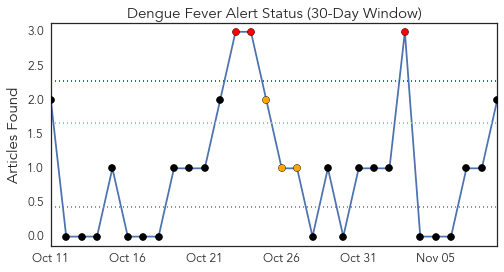 Dengue Fever Alert Status (30-Day Window)
Articles Found
3.0
2.5
2.0
1.5
1.0
0.5
0.0
Oct 11 Oct 16 Oct 21 Oct 26 Oct 31 Nov 05